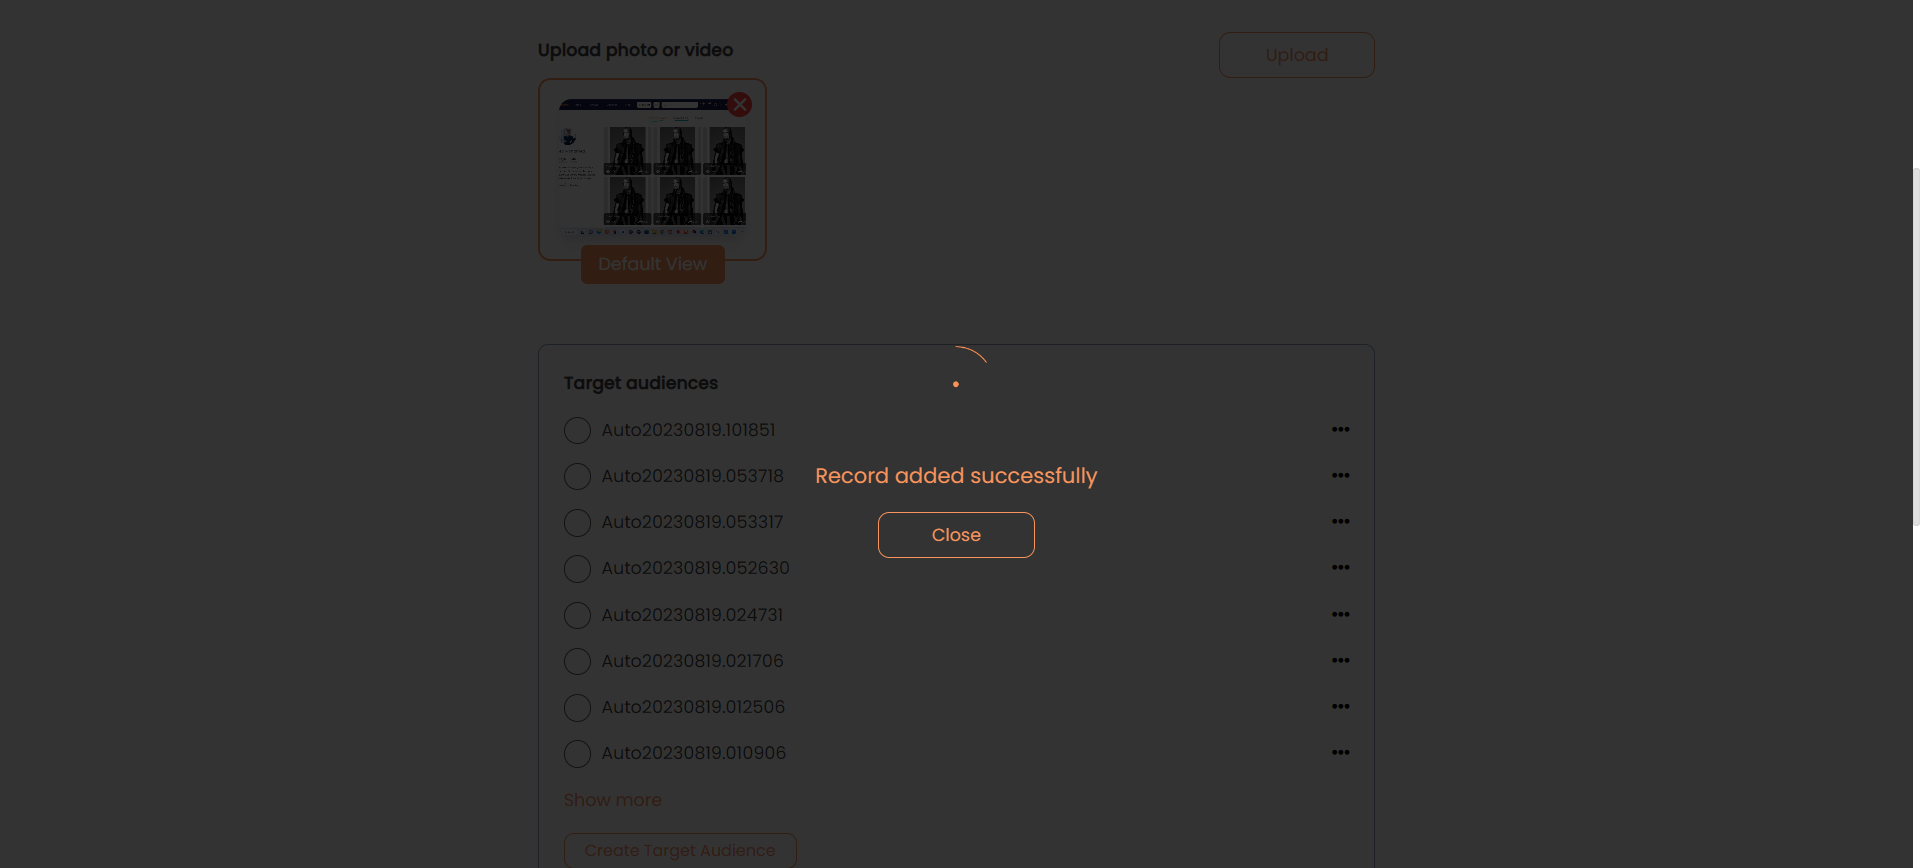 Upload photo or video
Upload
Default View
Target audiences
Auto20230819.101851
Auto20230819.053718
Record added successfully
Auto20230819.053317
Close
Auto20230819.052630
Auto20230819.024731
Auto20230819.021706
Auto20230819.012506
Auto20230819.010906
Show more
Create Target Audience